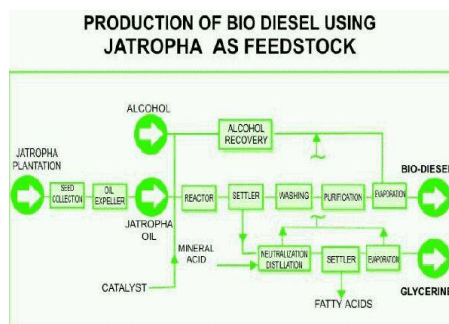 PRODUCTION OF BIO DIESEL USING
JATROPHA AS FEEDSTOCK
ALCOHOL
ALCOHOL
RECOVERY
JATROPHA
PLANTATION
BIO-DIESEL
SEED
COLLECTION
OIL
EXPELLER
REACTOR
SETTLER
WASHING
PURIFICATION
EVAPORATION
JATROPHA
OIL
MINERAL
ACID
NEUTRALIZATION
DISTILLATION
SETTLER
EVAPORATION
CATALYST
GLYCERINE
FATTY ACIDS